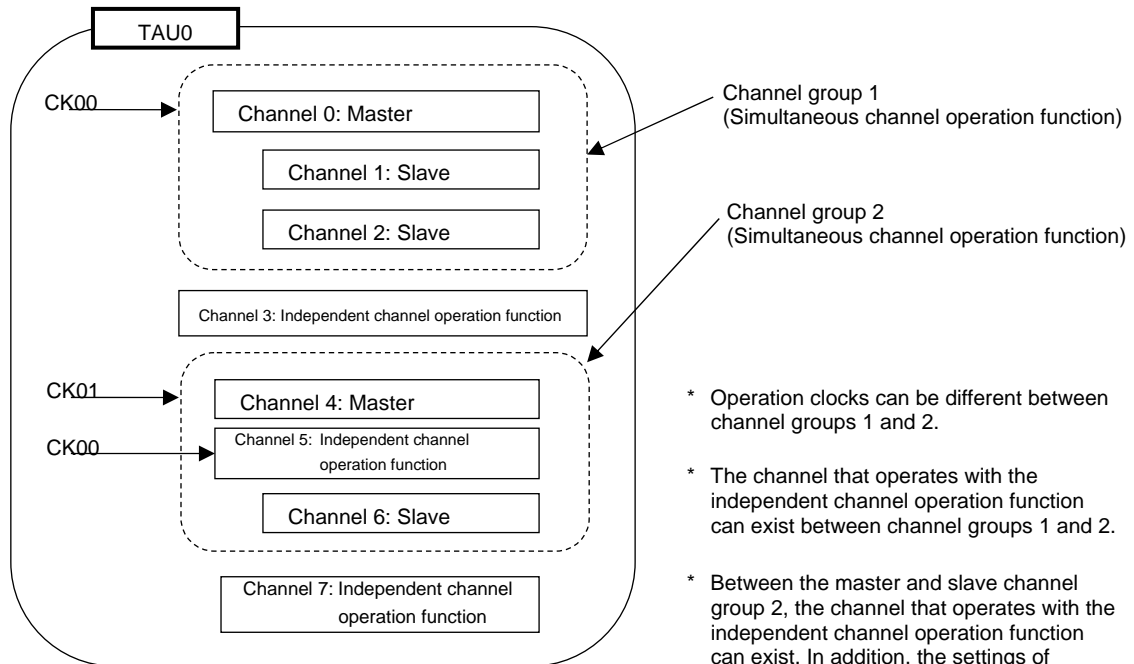 TAU0
CK00
Channel 0: Master
Channel 1: Slave
Channel 2: Slave
Channel group 1
(Simultaneous channel operation function)
Channel group 2
(Simultaneous channel operation function)
Channel 3: Independent channel operation function
CK01
Channel 4: Master
CK00
Channel 5: Independent channel
operation function
Channel 6: Slave
Channel 7: Independent channel
operation function
* Operation clocks can be different between
channel groups 1 and 2.
* The channel that operates with the
independent channel operation function
can exist between channel groups 1 and 2.
* Between the master and slave channel
group 2, the channel that operates with the
independent channel operation function
can exist. In addition, the settings of